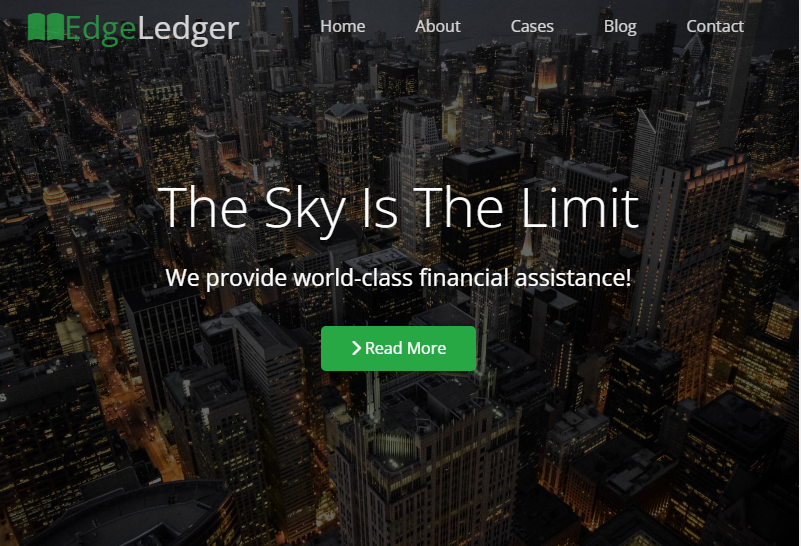 EdgeLedger Home About Cases Blog Contact
The Sky Is The Limit
We provide world-class financial assistance!
Read More